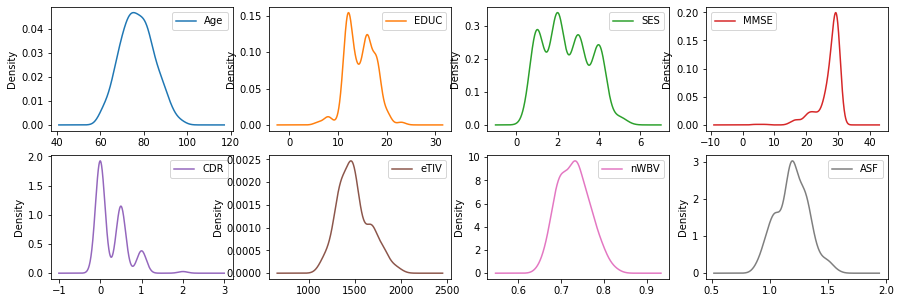 Density
0.04
0.03
0.02
0.01
0.00
40 60 80 100 120
Age
Density
0.15
0.10
0.05
0.00
0 10 20 30
EDUC
Density
0.3
0.2
0.1
0.0
0 2 4 6
SES
Density
0.20
0.15
0.10
0.05
0.00
−10 0 10 20 30 40
MMSE
Density
2.0
1.5
1.0
0.5
0.0
−1 0 1 2 3
CDR
Density
0.0025
0.0020
0.0015
0.0010
0.0005
0.0000
1000 1500 2000 2500
eTIV
Density
10
8
6
4
2
0
0.6 0.7 0.8 0.9
nWBV
Density
3
2
1
0
0.5 1.0 1.5 2.0
ASF